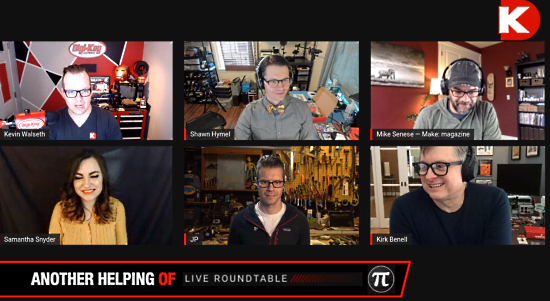 K
Digi-Key
Kevin Walseth
Shawn Hymel
Mike Senese — Make: magazine
Samantha Snyder
JP
Kirk Benell
ANOTHER HELPING OF LIVE ROUNDTABLE π